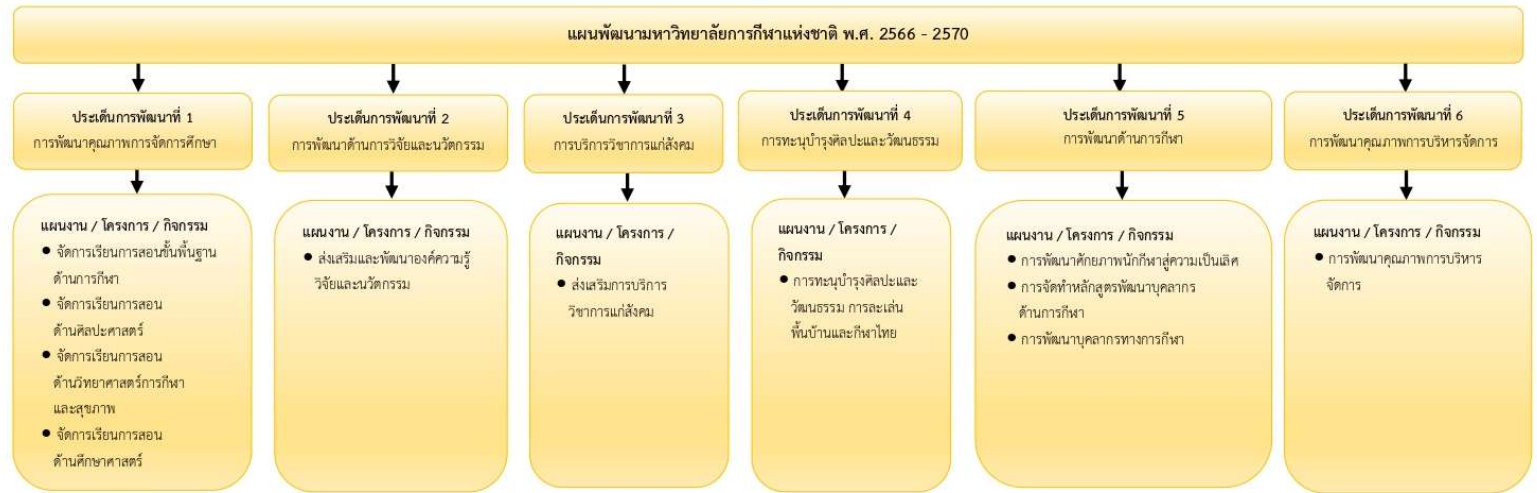 แผนพัฒนามหาวิทยาลัยการกีฬาแห่งชาติ พ.ศ. 2566 - 2570
ประเด็นการพัฒนาที่ 1
การพัฒนาคุณภาพการจัดการศึกษา
แผนงาน / โครงการ / กิจกรรม
● จัดการเรียนการสอนขั้นพื้นฐาน
ด้านการกีฬา
● จัดการเรียนการสอน
ด้านศิลปะศาสตร์
● จัดการเรียนการสอน
ด้านวิทยาศาสตร์การกีฬา
และสุขภาพ
● จัดการเรียนการสอน
ด้านศึกษาศาสตร์
ประเด็นการพัฒนาที่ 2
การพัฒนาด้านการวิจัยและนวัตกรรม
แผนงาน / โครงการ / กิจกรรม
● ส่งเสริมและพัฒนาองค์ความรู้
วิจัยและนวัตกรรม
ประเด็นการพัฒนาที่ 3
การบริการวิชาการแก่สังคม
แผนงาน / โครงการ /
กิจกรรม
● ส่งเสริมการบริการ
วิชาการแก่สังคม
ประเด็นการพัฒนาที่ 4
การทะนุบำรุงศิลปะและวัฒนธรรม
แผนงาน / โครงการ /
กิจกรรม
● การทะนุบำรุงศิลปะและ
วัฒนธรรม การละเล่น
พื้นบ้านและกีฬาไทย
ประเด็นการพัฒนาที่ 5
การพัฒนาด้านการกีฬา
แผนงาน / โครงการ / กิจกรรม
● การพัฒนาศักยภาพนักกีฬาสู่ความเป็นเลิศ
● การจัดทำหลักสูตรพัฒนาบุคลากร
ด้านการกีฬา
● การพัฒนาบุคลากรทางการกีฬา
ประเด็นการพัฒนาที่ 6
การพัฒนาคุณภาพการบริหารจัดการ
แผนงาน / โครงการ / กิจกรรม
● การพัฒนาคุณภาพการบริหาร
จัดการ